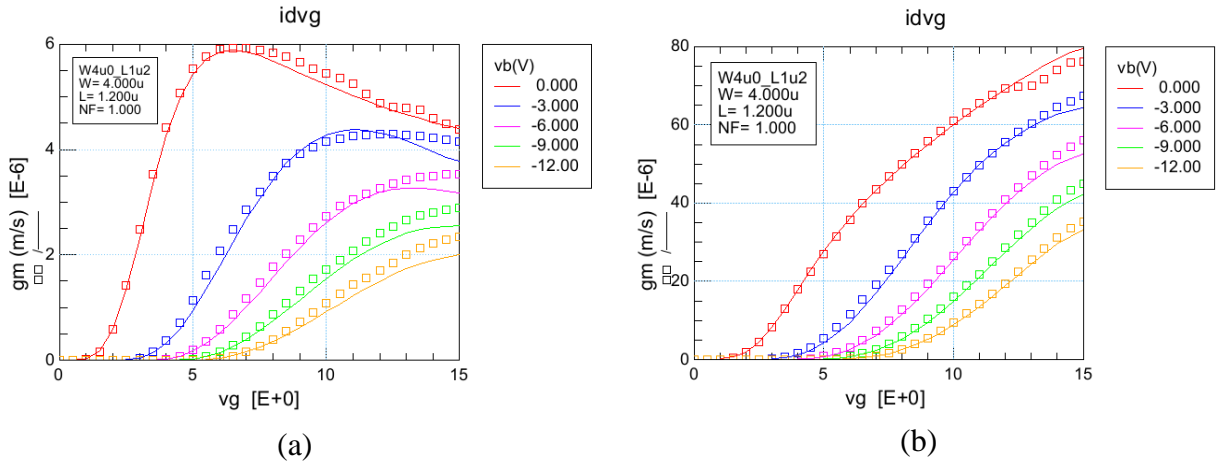 idvg
6
4
2
0
0
5
10
15
gm (m/s) [E-6]
□□ /
vg [E+0]
W4u0_L1u2
W= 4.000u
L= 1.200u
NF= 1.000
vb(V)
0.000
-3.000
-6.000
-9.000
-12.00
(a)
idvg
80
60
40
20
0
0
5
10
15
gm (m/s) [E-6]
□□ /
vg [E+0]
W4u0_L1u2
W= 4.000u
L= 1.200u
NF= 1.000
vb(V)
0.000
-3.000
-6.000
-9.000
-12.00
(b)